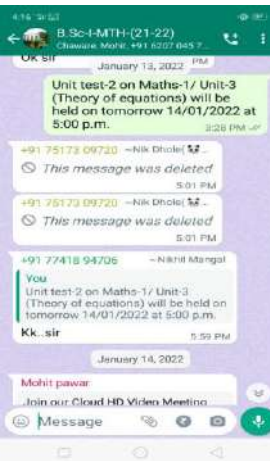 4:16
B.Sc-I-MTH-(21-22)
Chaware, Mohit, +91 6207 045 7...
Ok sir
PM
January 13, 2022
Unit test-2 on Maths-1/ Unit-3
(Theory of equations) will be
held on tomorrow 14/01/2022 at
5:00 p.m.
3:28 PM
+91 75173 09720 ~Nik Dhole(
This message was deleted
5:01 PM
+91 75173 09720 ~Nik Dhole(
This message was deleted
5:01 PM
+91 77418 94706 ~Nikhil Mangal
You
Unit test-2 on Maths-1/ Unit-3
(Theory of equations) will be held on
tomorrow 14/01/2022 at 5:00 p.m.
Kk..sir
5:59 PM
January 14, 2022
Mohit pawar
Join our Cloud HD Video Meeting
Message